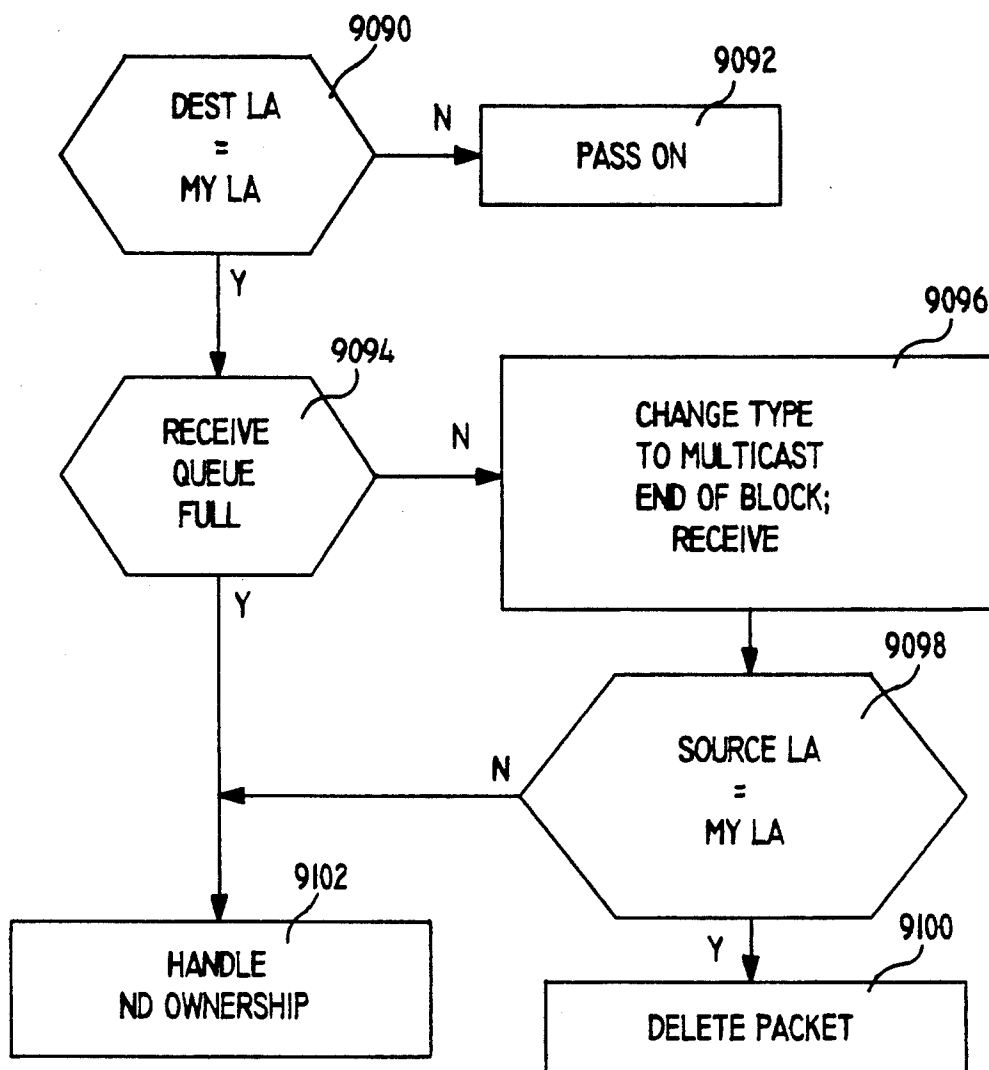 9090
DEST LA
=
MY LA
N
9092
PASS ON
Y
9094
RECEIVE
QUEUE
FULL
N
9096
CHANGE TYPE
TO MULTICAST
END OF BLOCK;
RECEIVE
Y
9098
SOURCE LA
=
MY LA
N
9102
HANDLE
ND OWNERSHIP
Y
9100
DELETE PACKET